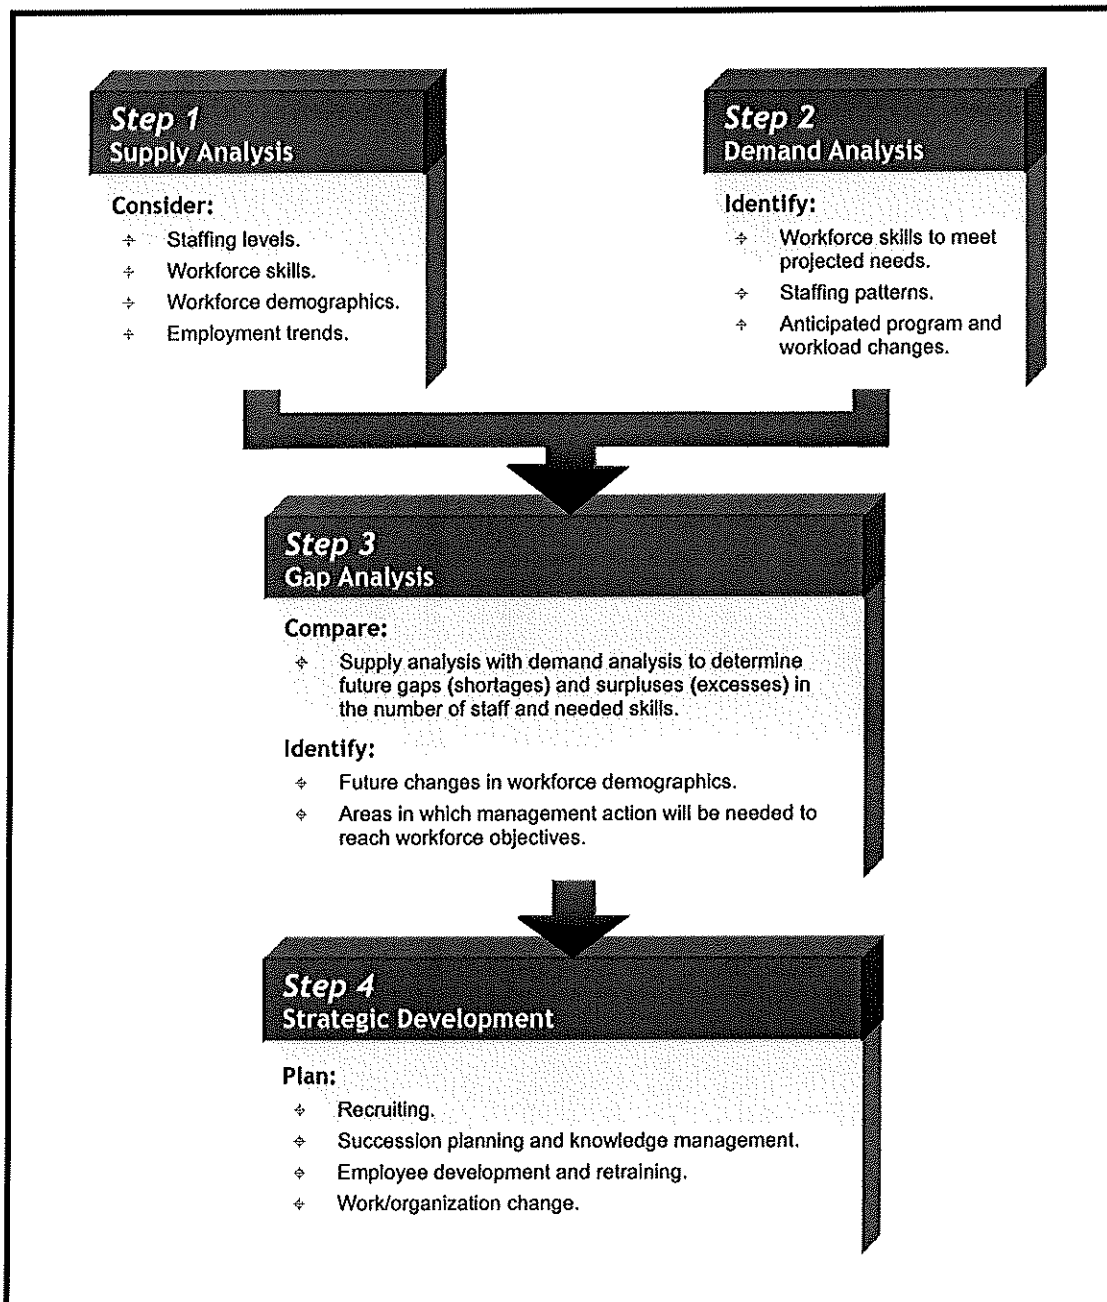 Step 1
Supply Analysis
Consider:
Staffing levels.
Workforce skills.
Workforce demographics.
Employment trends.
Step 2
Demand Analysis
Identify:
Workforce skills to meet
projected needs.
Staffing patterns.
Anticipated program and
workload changes.
Step 3
Gap Analysis
Compare:
Supply analysis with demand analysis to determine
future gaps (shortages) and surpluses (excesses) in
the number of staff and needed skills.
Identify:
Future changes in workforce demographics.
Areas in which management action will be needed to
reach workforce objectives.
Step 4
Strategic Development
Plan:
Recruiting.
Succession planning and knowledge management.
Employee development and retraining.
Work/organization change.